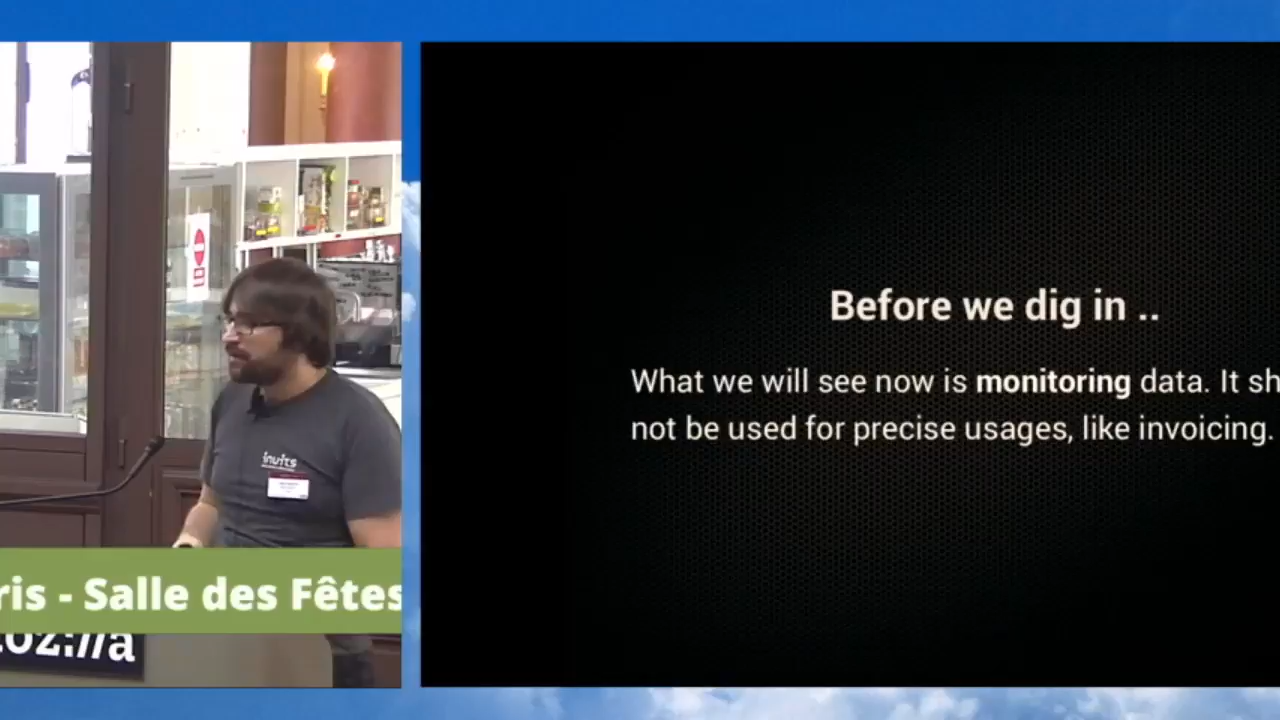 Before we dig in ..
What we will see now is monitoring data. It sh
not be used for precise usages, like invoicing.
inuits
ris - Salle des Fêtes
moz://a